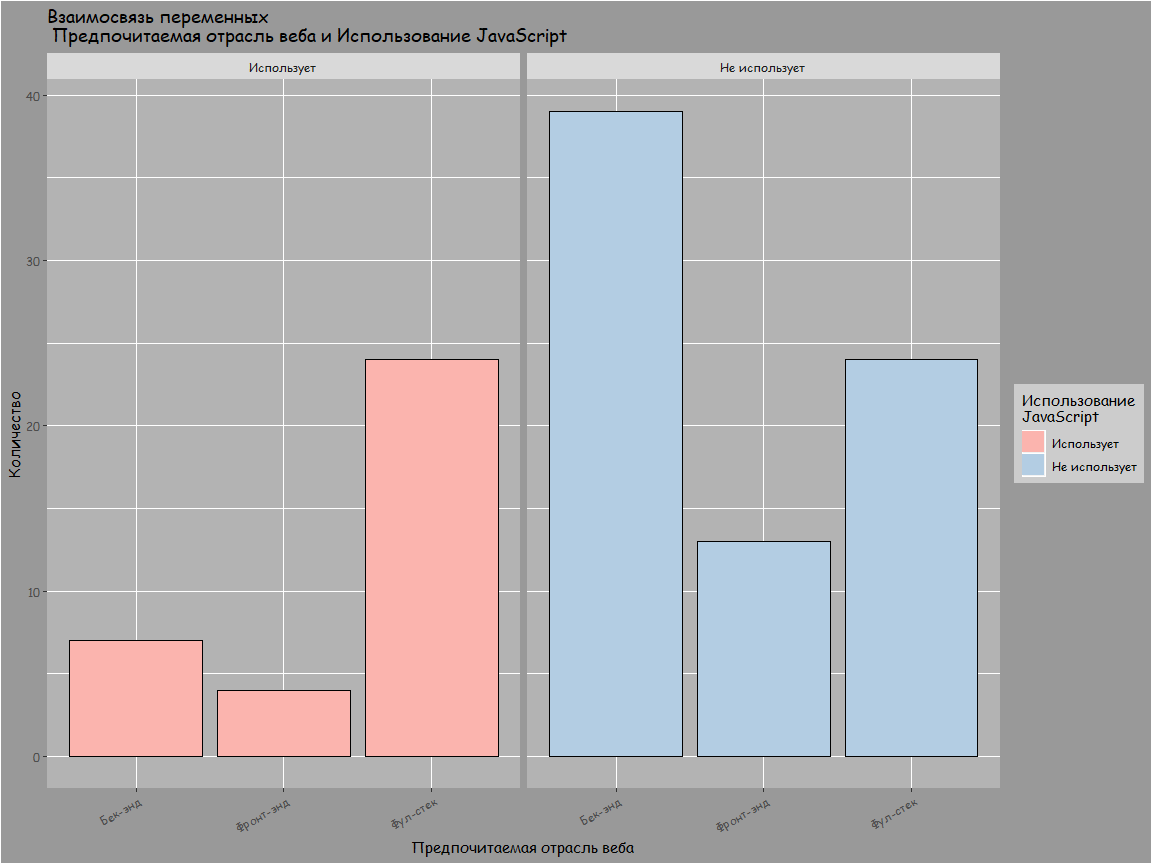 Взаимосвязь переменных
Предпочитаемая отрасль веба и Использование JavaScript
Использует
Не использует
40
30
20
10
0
Количество
Бек-энд
Фронт-энд
Фул-стек
Бек-энд
Фронт-энд
Фул-стек
Предпочитаемая отрасль веба
Использование
JavaScript
Использует
Не использует